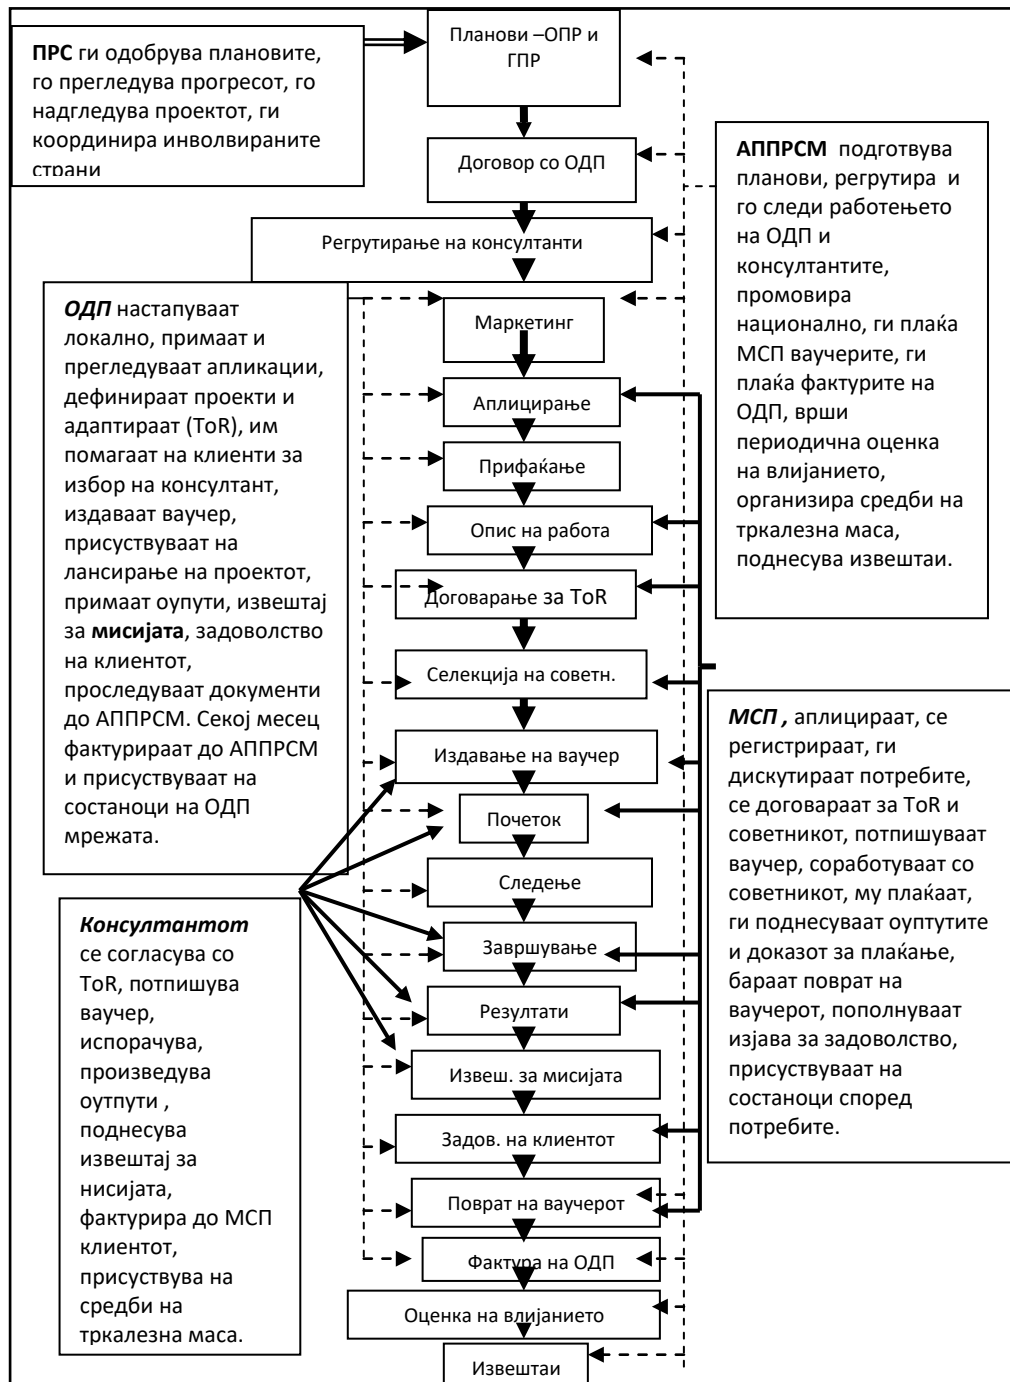 ПРС ги одобрува плановите,
го прегледува прогресот, го
надгледува проектот, ги
координира инволвираните
страни
Планови –ОПР и
ГПР
Договор со ОДП
Регрутирање на консултанти
Маркетинг
Аплицирање
Прифаќање
Опис на работа
Договарање за ToR
Селекција на советн.
Издавање на ваучер
Почеток
Следење
Завршување
Резултати
Извеш. за мисијата
Задов. на клиентот
Поврат на ваучерот
Фактура на ОДП
Оценка на влијанието
Извештаи
АППРСМ подготвува
планови, регрутира и
го следи работењето
на ОДП и
консултантите,
промовира
национално, ги плаќа
МСП ваучерите, ги
плаќа фактурите на
ОДП, врши
периодична оценка
на влијанието,
организира средби на
тркалезна маса,
поднесува извештаи.
ОДП настапуваат
локално, примаат и
прегледуваат апликации,
дефинираат проекти и
адаптираат (ToR), им
помагаат на клиенти за
избор на консултант,
издаваат ваучер,
присуствуваат на
лансирање на проектот,
примаат оупути, извештај
за мисијата, задоволство
на клиентот,
проследуваат документи
до АППРСМ. Секој месец
фактурираат до АППРСМ
и присуствуваат на
состаноци на ОДП
мрежата.
МСП , аплицираат, се
регистрираат, ги
дискутираат потребите,
се договараат за ToR и
советникот, потпишуваат
ваучер, соработуваат со
советникот, му плаќаат,
ги поднесуваат оуптутите
и доказот за плаќање,
бараат поврат на
ваучерот, пополнуваат
изјава за задоволство,
присуствуваат на
состаноци според
потребите.
Консултантот
се согласува со
ToR, потпишува
ваучер,
испорачува,
произведува
оутпути ,
поднесува
извештај за
нисијата,
фактурира до МСП
клиентот,
присуствува на
средби на
тркалезна маса.